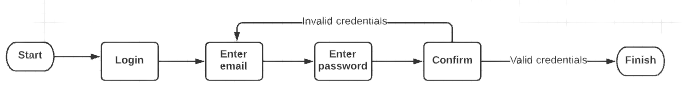 Invalid credentials
Start
Login
Enter
email
Enter
password
Confirm
Valid credentials
Finish